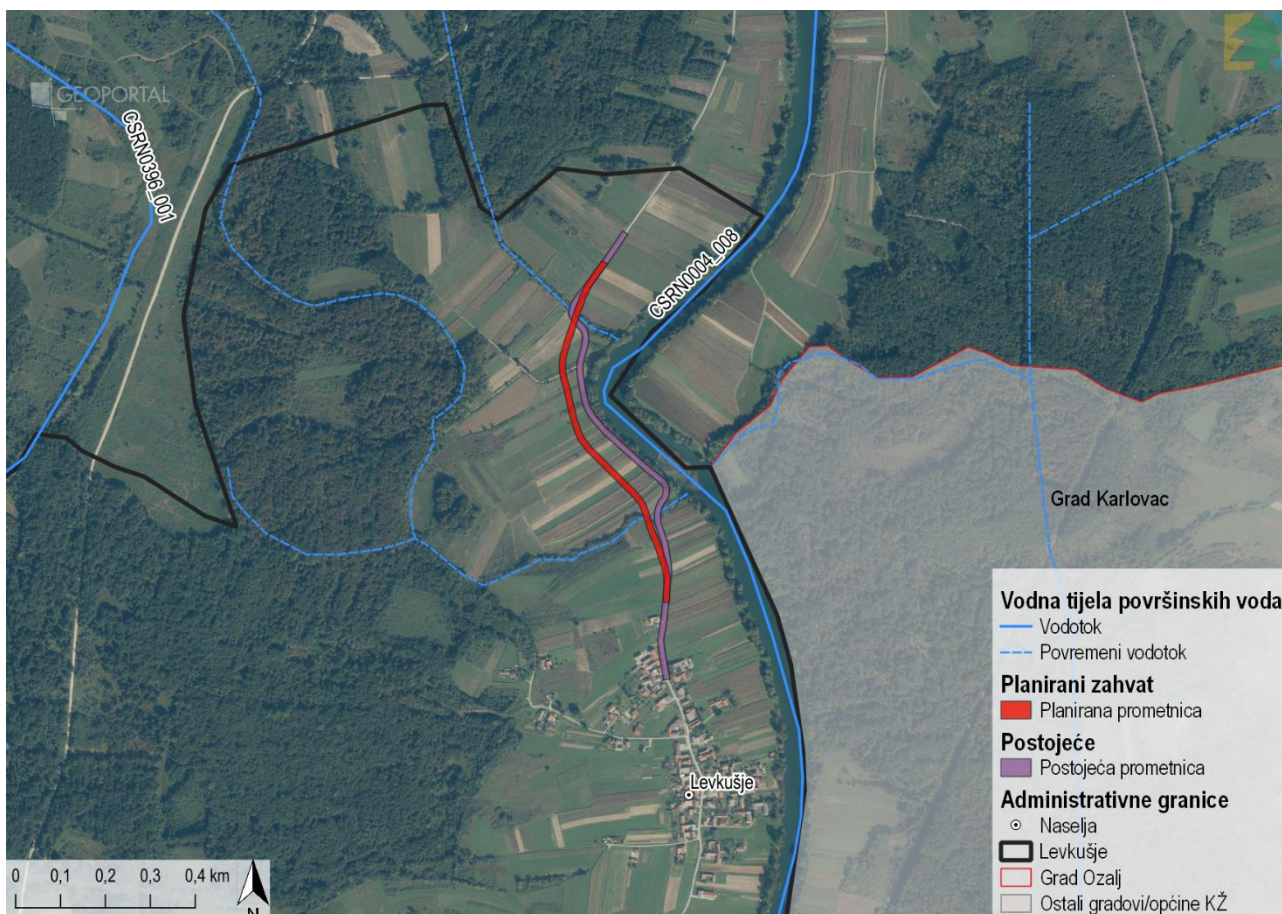 GEOPORTAL
CSRN0396_001
CSRN0004_008
Grad Karlovac
Levkušje
Vodna tijela površinskih voda
Vodotok
Povremeni vodotok
Planirani zahvat
Planirana prometnica
Postojeće
Postojeća prometnica
Administrativne granice
Naselja
Levkušje
Grad Ozalj
Ostali gradovi/općine KŽ
0 0,1 0,2 0,3 0,4 km
N